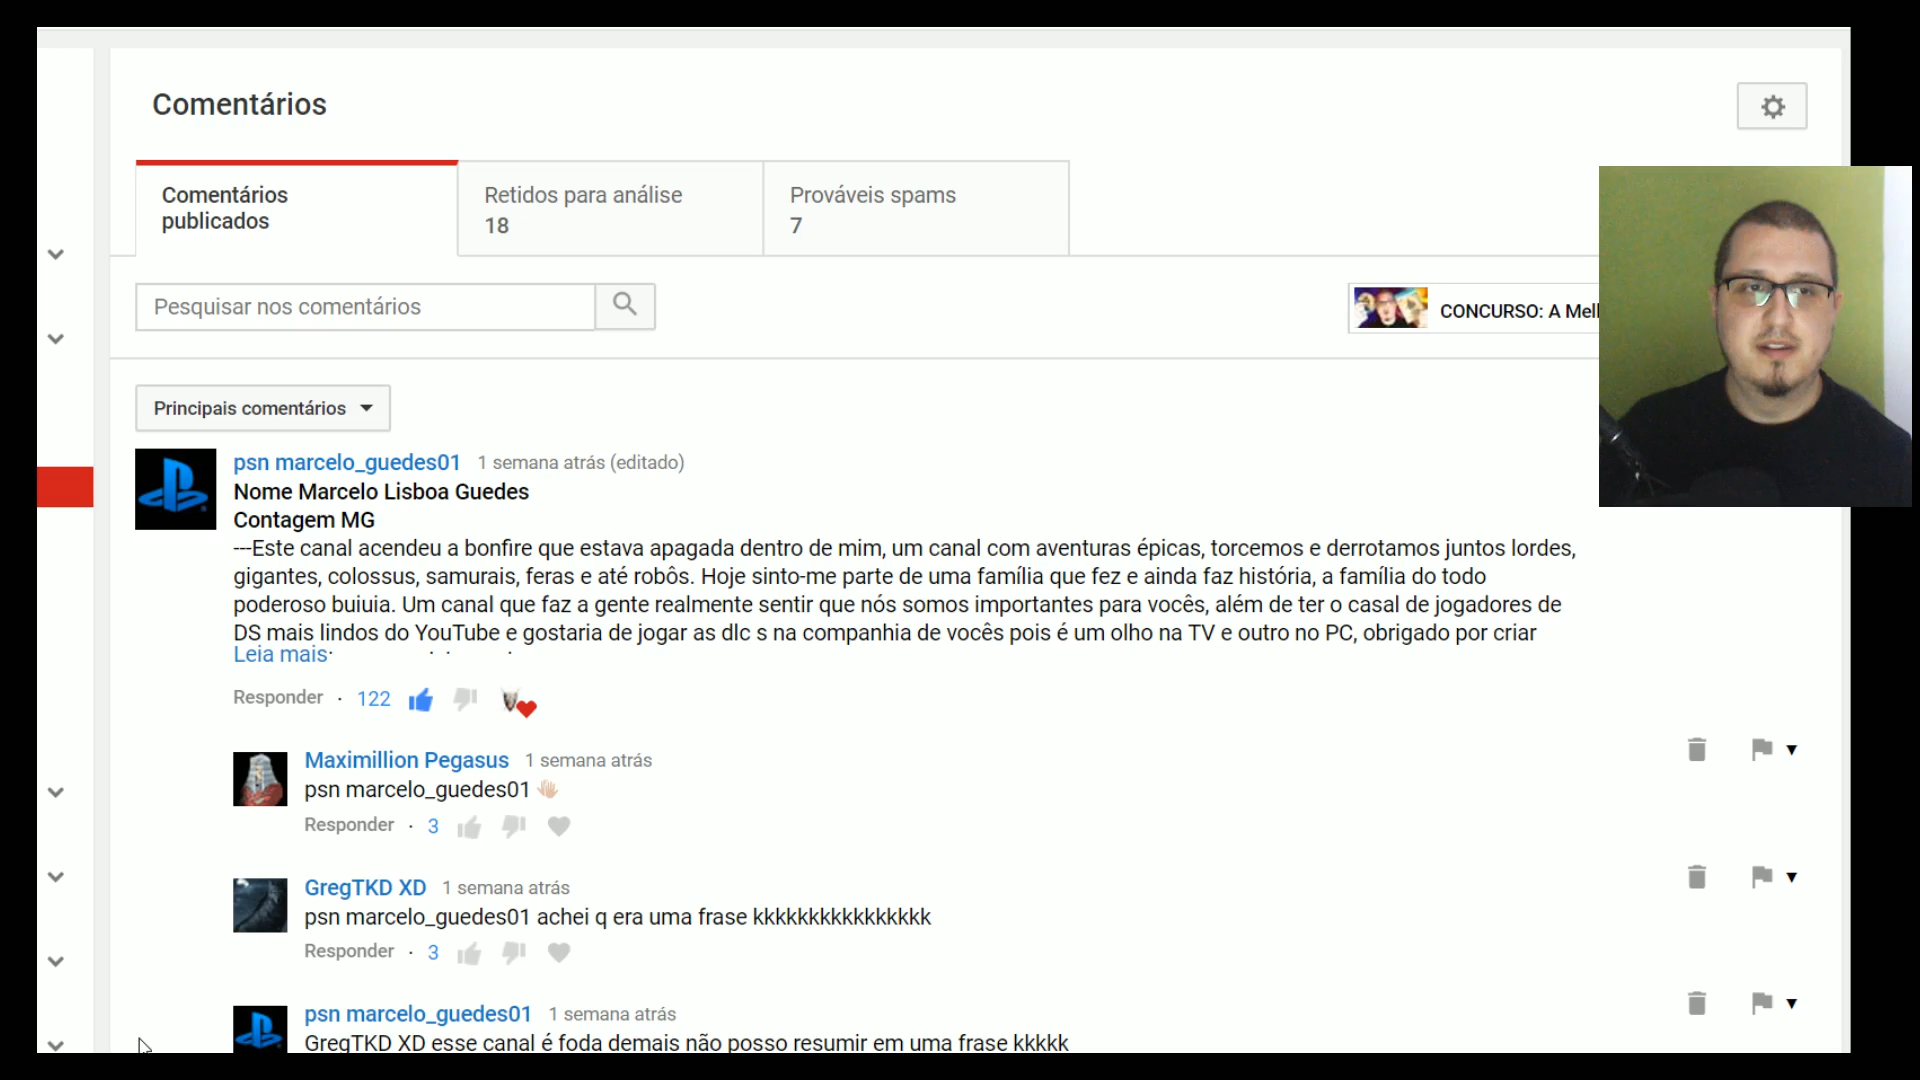 Comentários
Comentários
publicados
Retidos para análise
18
Prováveis spams
7
Pesquisar nos comentários
CONCURSO: A Mel
Principais comentários
psn marcelo_guedes01 1 semana atrás (editado)
Nome Marcelo Lisboa Guedes
Contagem MG
---Este canal acendeu a bonfire que estava apagada dentro de mim, um canal com aventuras épicas, torcemos e derrotamos juntos lordes,
gigantes, colossus, samurais, feras e até robôs. Hoje sinto-me parte de uma família que fez e ainda faz história, a família do todo
poderoso buiuia. Um canal que faz a gente realmente sentir que nós somos importantes para vocês, além de ter o casal de jogadores de
DS mais lindos do YouTube e gostaria de jogar as dlc s na companhia de vocês pois é um olho na TV e outro no PC, obrigado por criar
Leia mais
Responder · 122
Maximillion Pegasus 1 semana atrás
psn marcelo_guedes01 👋🏻
Responder · 3
GregTKD XD 1 semana atrás
psn marcelo_guedes01 achei q era uma frase kkkkkkkkkkkkkkkk
Responder · 3
psn marcelo_guedes01 1 semana atrás
GregTKD XD esse canal é foda demais não posso resumir em uma frase kkkkk